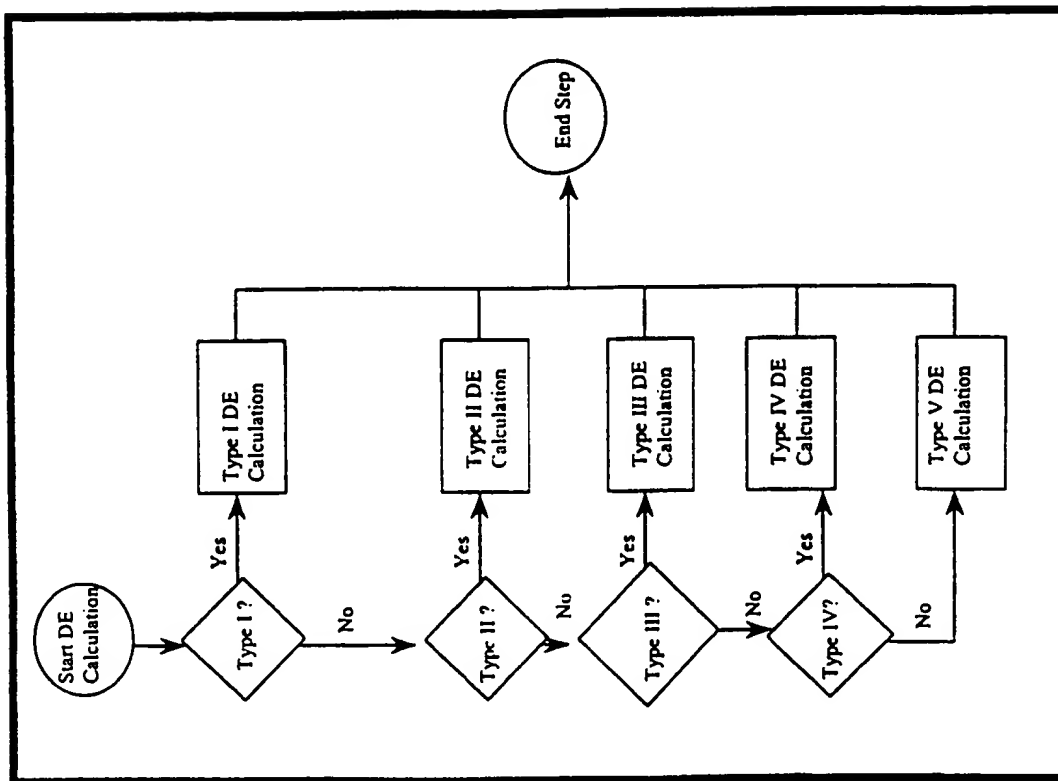 Start DE
Calculation
Type I ?
Yes
Type I DE
Calculation
No
Type II ?
Yes
Type II DE
Calculation
No
Type III ?
Yes
Type III DE
Calculation
No
Type IV?
Yes
Type IV DE
Calculation
No
Type V DE
Calculation
End Step